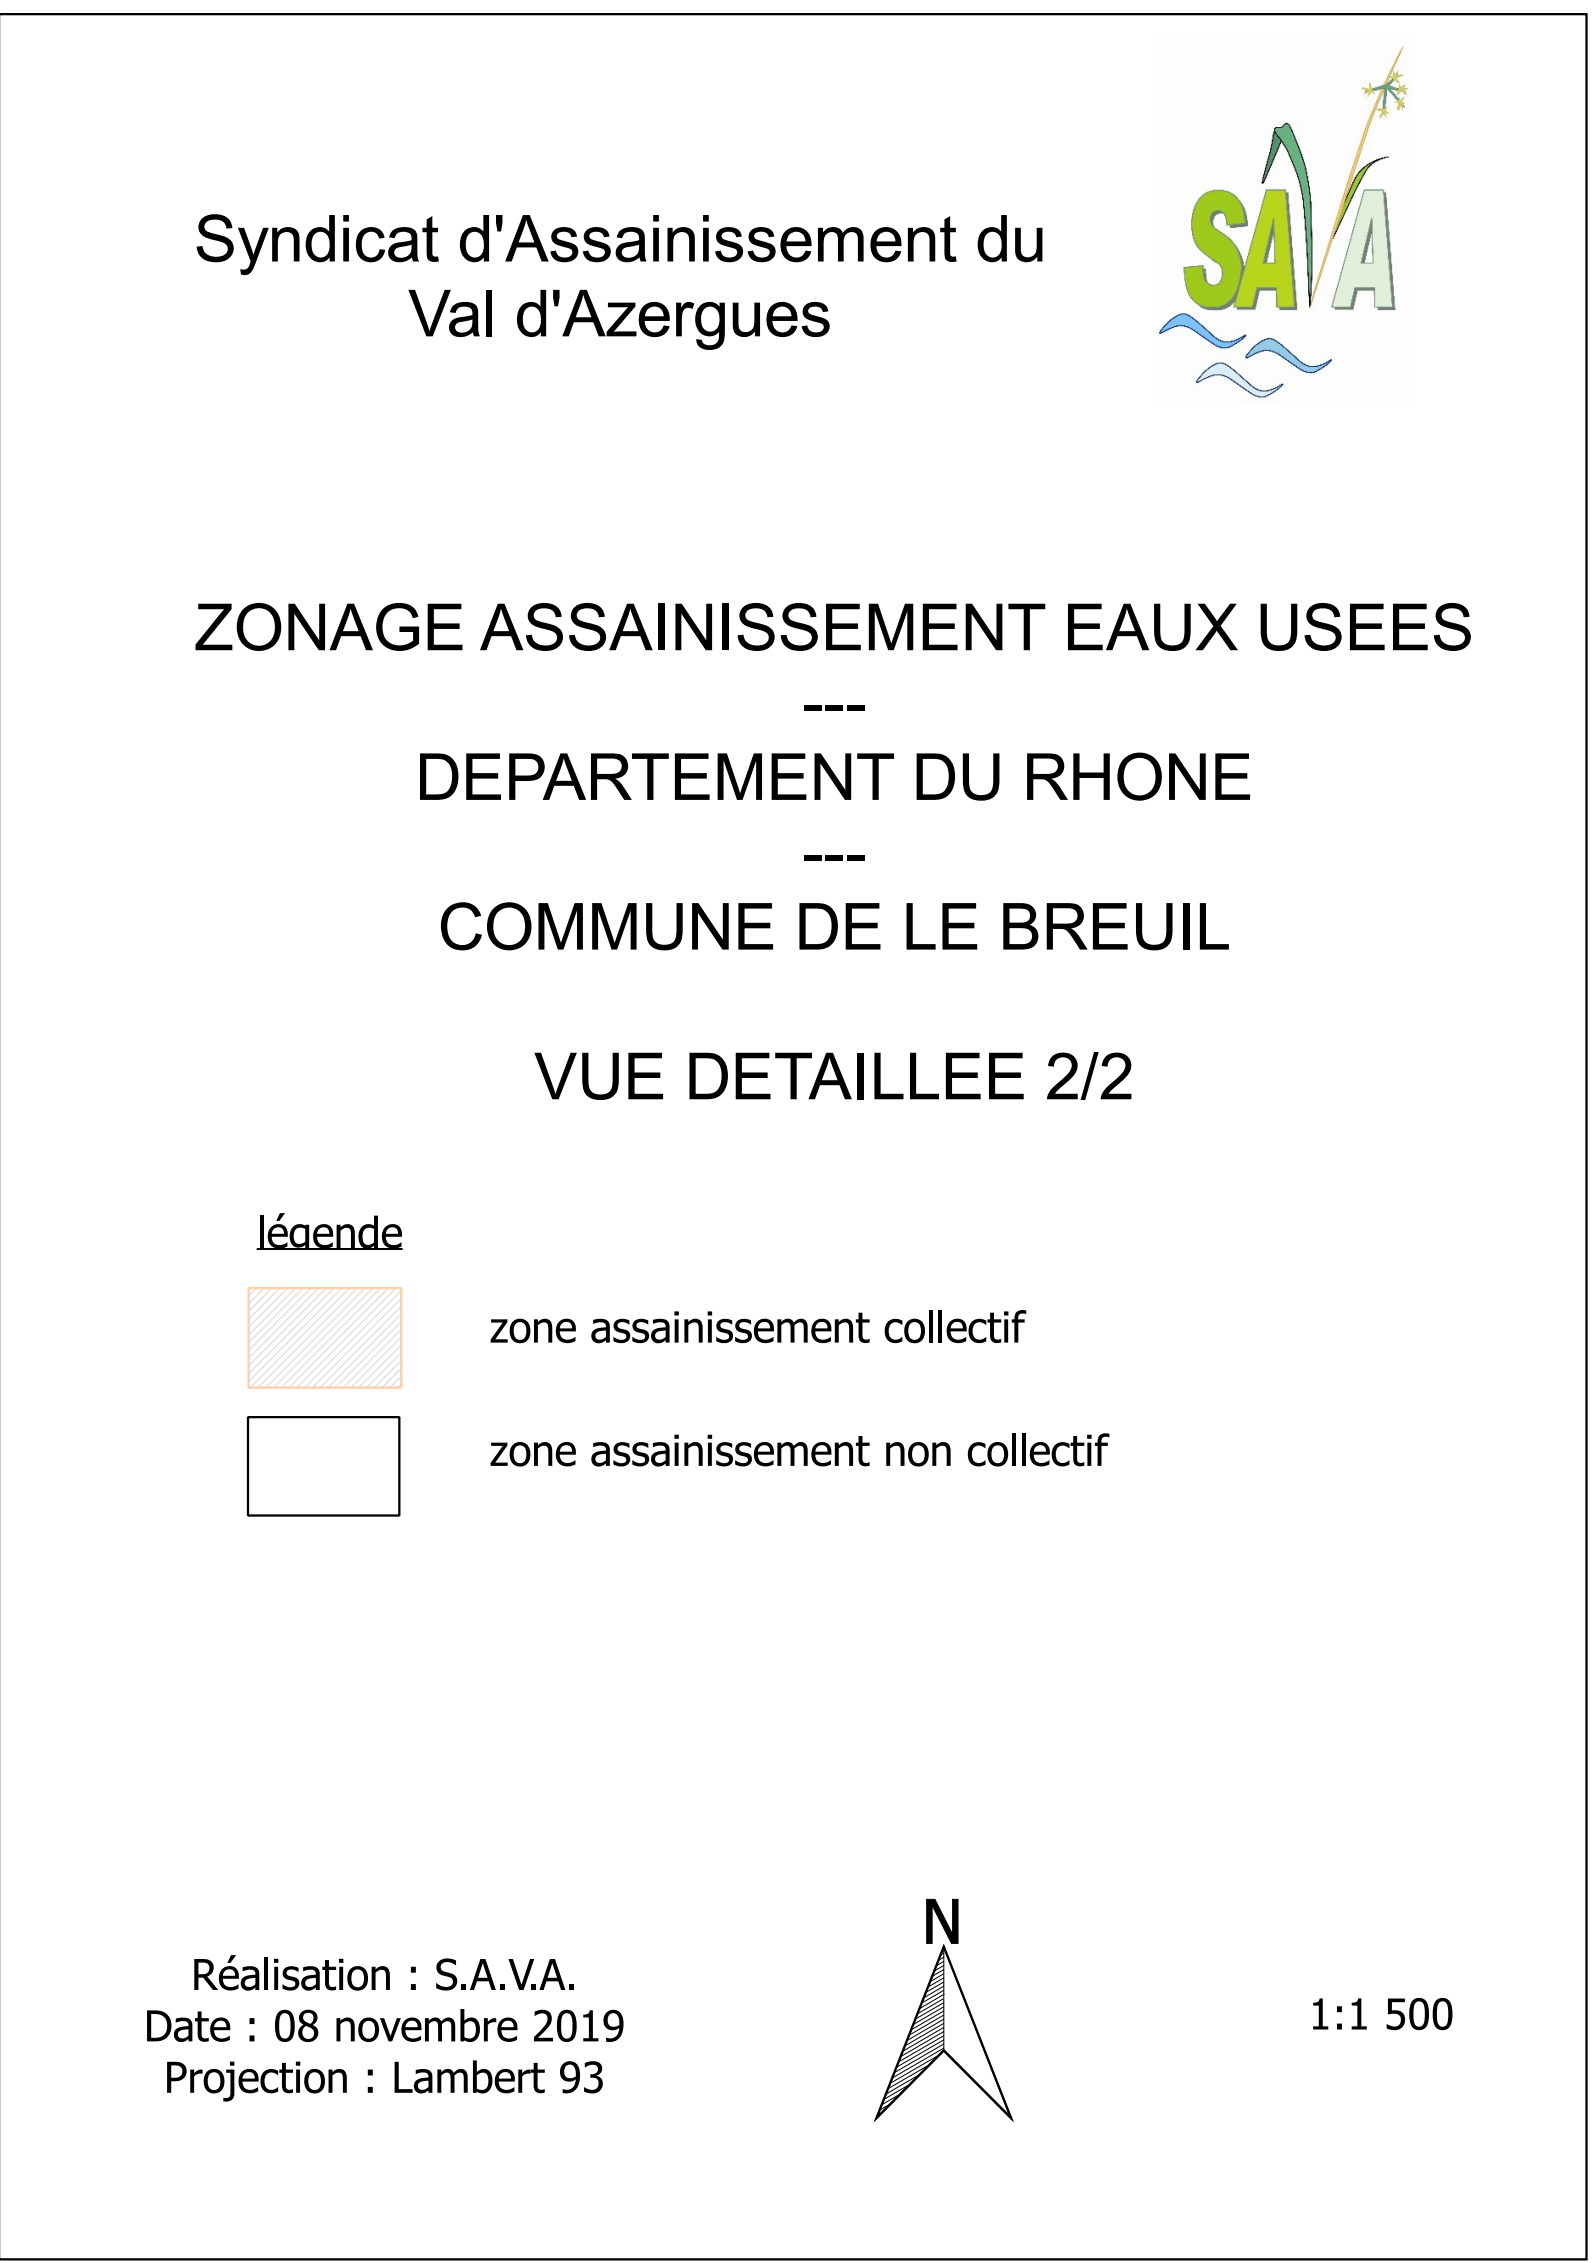 Syndicat d'Assainissement du
Val d'Azergues
SAVA
ZONAGE ASSAINISSEMENT EAUX USEES
---
DEPARTEMENT DU RHONE
---
COMMUNE DE LE BREUIL
VUE DETAILLEE 2/2
légende
zone assainissement collectif
zone assainissement non collectif
N
Réalisation : S.A.V.A.
Date : 08 novembre 2019
Projection : Lambert 93
1:1 500